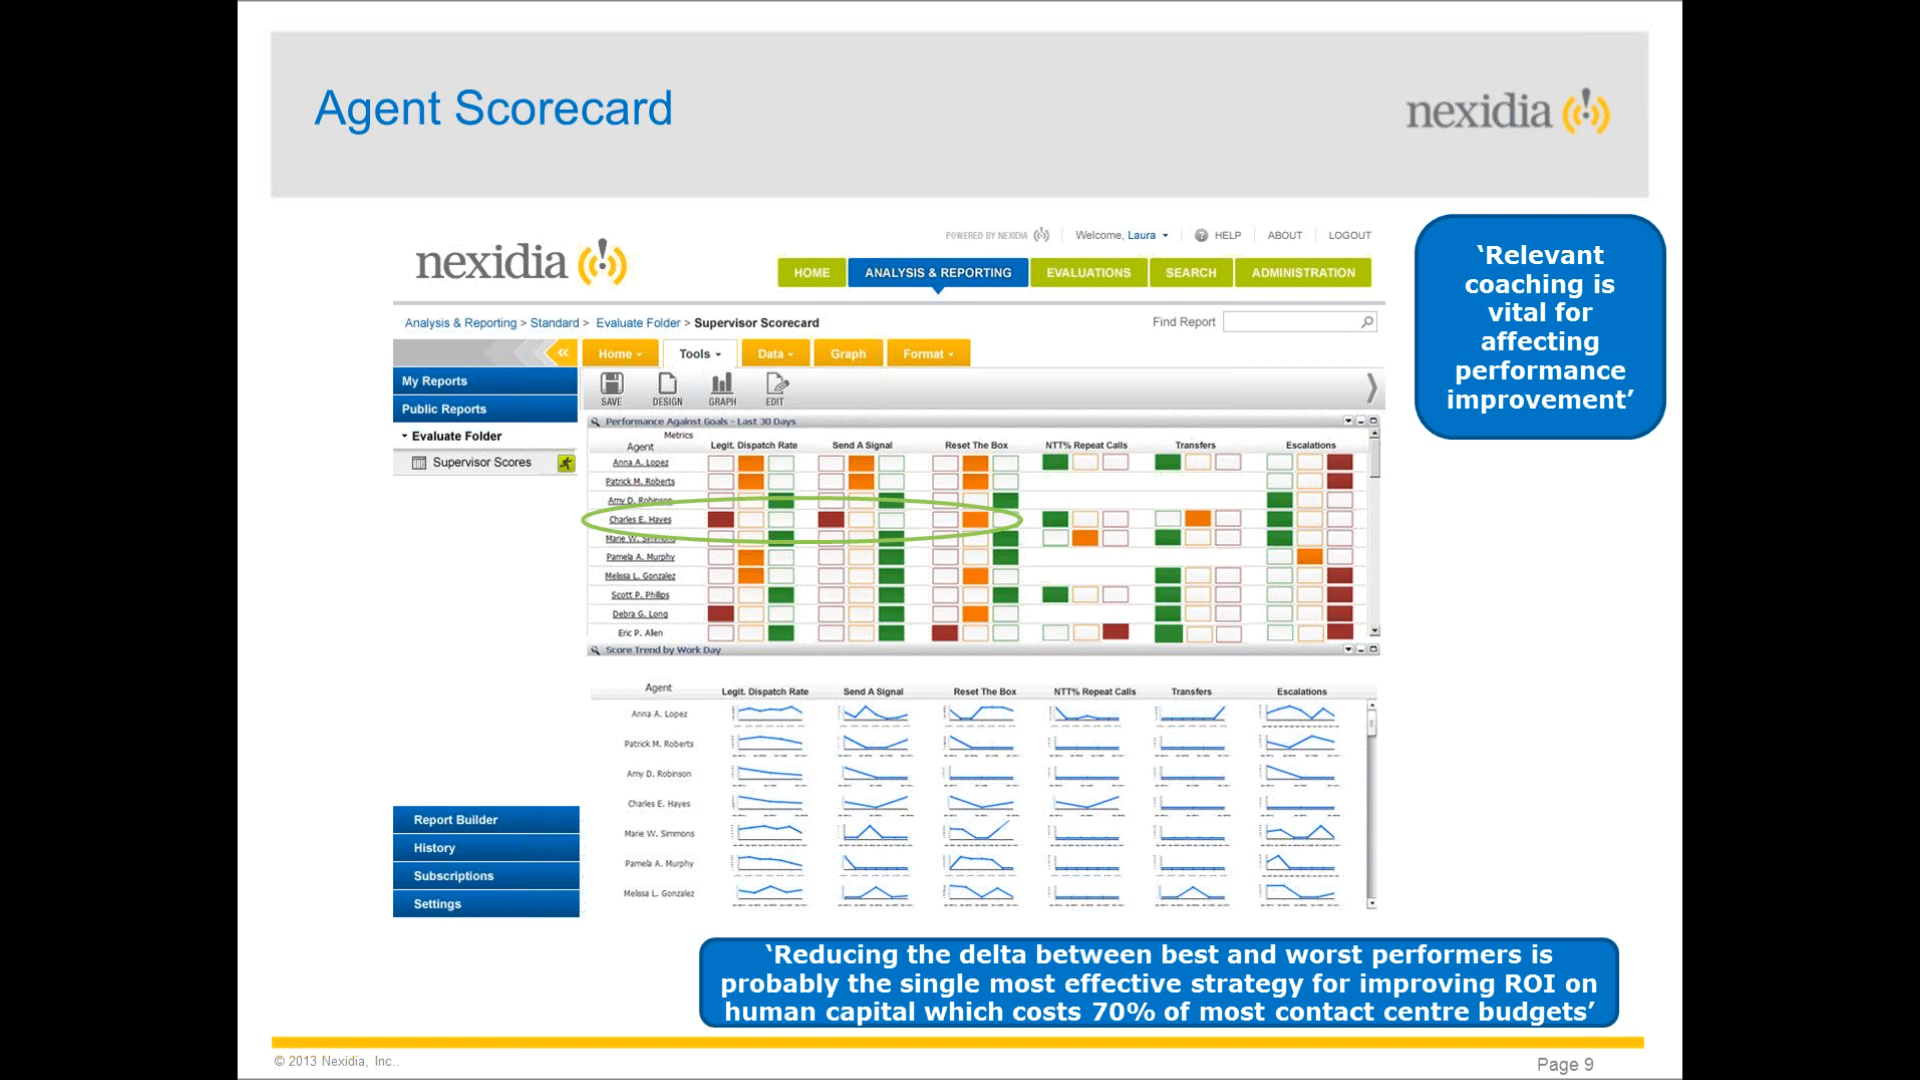 Agent Scorecard
nexidia
nexidia
POWERED BY NEXIDIA
Welcome, Laura
HELP
ABOUT
LOGOUT
HOME
ANALYSIS & REPORTING
EVALUATIONS
SEARCH
ADMINISTRATION
Analysis & Reporting > Standard > Evaluate Folder > Supervisor Scorecard
Find Report
Home
Tools
Data
Graph
Format
My Reports
Public Reports
Evaluate Folder
Supervisor Scores
SAVE
DESIGN
GRAPH
EDIT
Performance Against Goals - Last 30 Days
Metrics
Agent
Legit. Dispatch Rate
Send A Signal
Reset The Box
NTT% Repeat Calls
Transfers
Escalations
Anna A. Lopez
Patrick M. Roberts
Amy D. Robinson
Charles E. Hayes
Marie W. Simmons
Pamela A. Murphy
Melissa L. Gonzalez
Scott P. Phillips
Debra G. Long
Eric P. Allen
Score Trend by Work Day
Agent
Legit. Dispatch Rate
Send A Signal
Reset The Box
NTT% Repeat Calls
Transfers
Escalations
Anna A. Lopez
Patrick M. Roberts
Amy D. Robinson
Charles E. Hayes
Marie W. Simmons
Pamela A. Murphy
Melissa L. Gonzalez
Report Builder
History
Subscriptions
Settings
‘Relevant
coaching is
vital for
affecting
performance
improvement’
‘Reducing the delta between best and worst performers is
probably the single most effective strategy for improving ROI on
human capital which costs 70% of most contact centre budgets’
© 2013 Nexidia, Inc..
Page 9